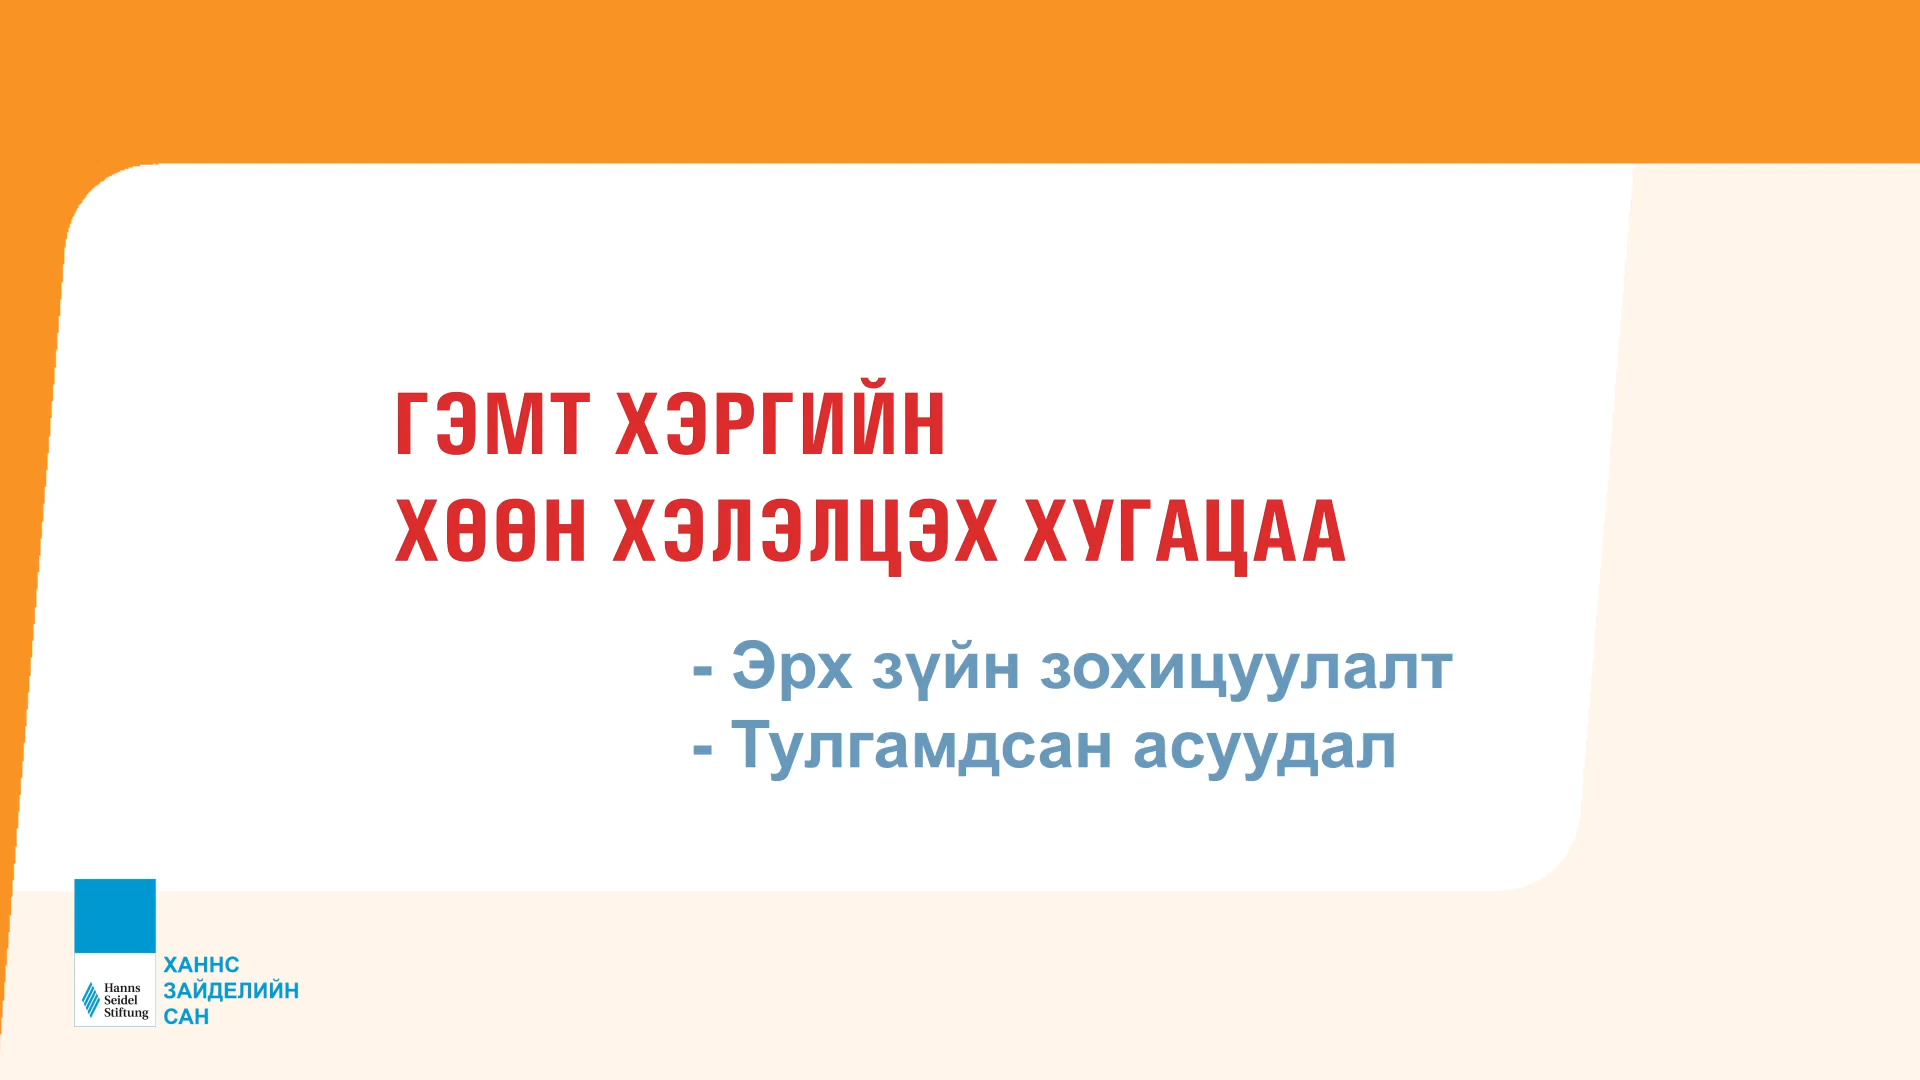 ГЭМТ ХЭРГИЙН
ХӨӨН ХЭЛЭЛЦЭХ ХУГАЦАА
- Эрх зүйн зохицуулалт
- Тулгамдсан асуудал
Hanns
Seidel
Stiftung
ХАННС
ЗАЙДЕЛИЙН
САН